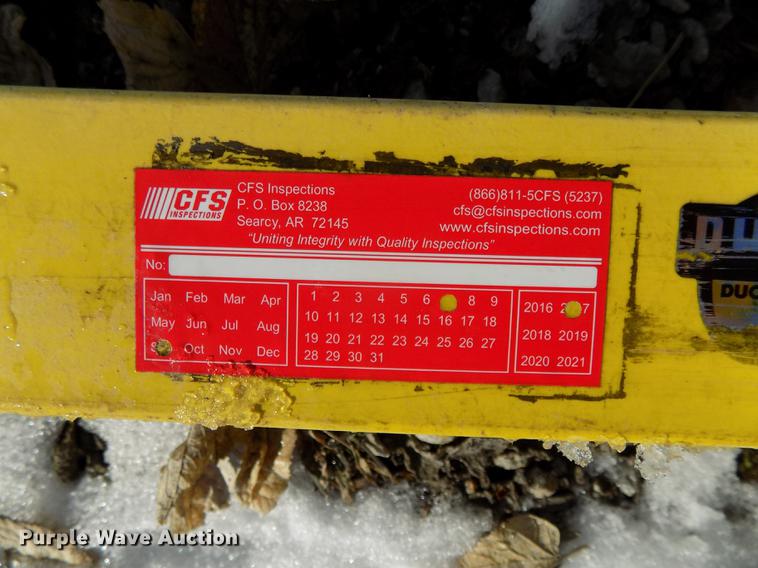 CFS
INSPECTIONS
CFS Inspections
P. O. Box 8238
Searcy, AR 72145
(866)811-5CFS (5237)
cfs@cfsinspections.com
www.cfsinspections.com
"Uniting Integrity with Quality Inspections"
No:
Jan Feb Mar Apr
May Jun Jul Aug
Oct Nov Dec
1 2 3 4 5 6 8 9
10 11 12 13 14 15 16 17 18
19 20 21 22 23 24 25 26 27
28 29 30 31
2016
2018 2019
2020 2021
Purple Wave Auction